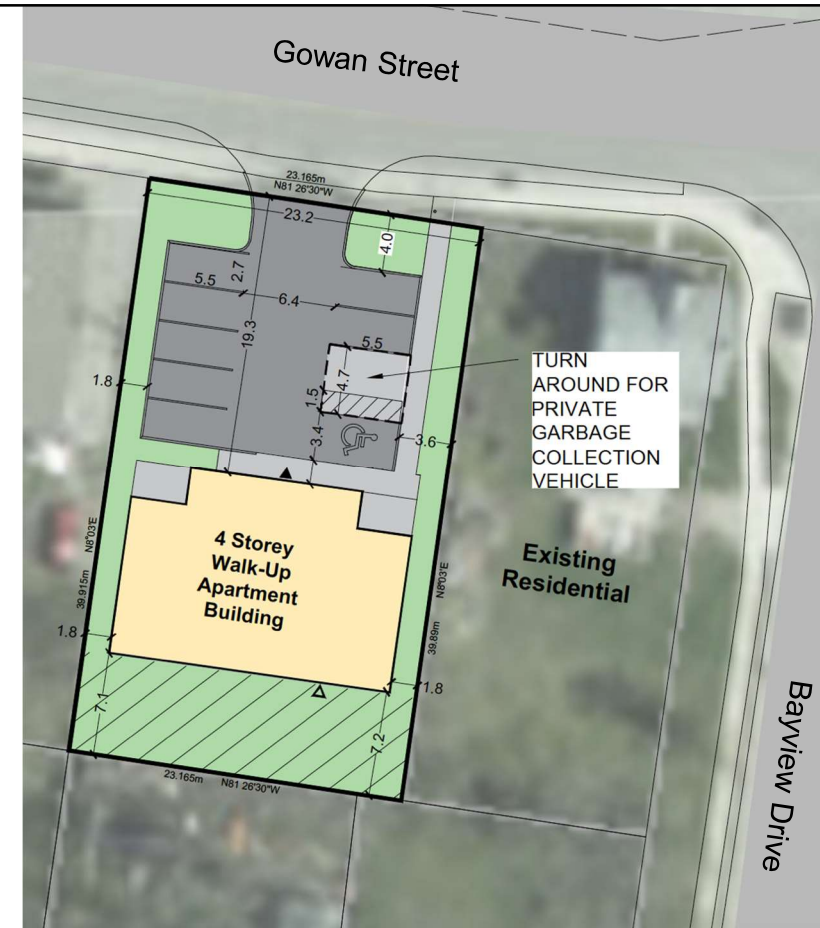 Gowan Street
23.165m
N81 26'30"W
23.2
4.0
2.7
5.5
6.4
19.3
5.5
4.7
1.5
3.4
1.8
3.6
TURN
AROUND FOR
PRIVATE
GARBAGE
COLLECTION
VEHICLE
4 Storey
Walk-Up
Apartment
Building
Existing
Residential
N8°03'E
39.915m
N8°03'E
39.89m
1.8
1.8
7.1
7.2
23.165m N81 26'30"W
Bayview Drive